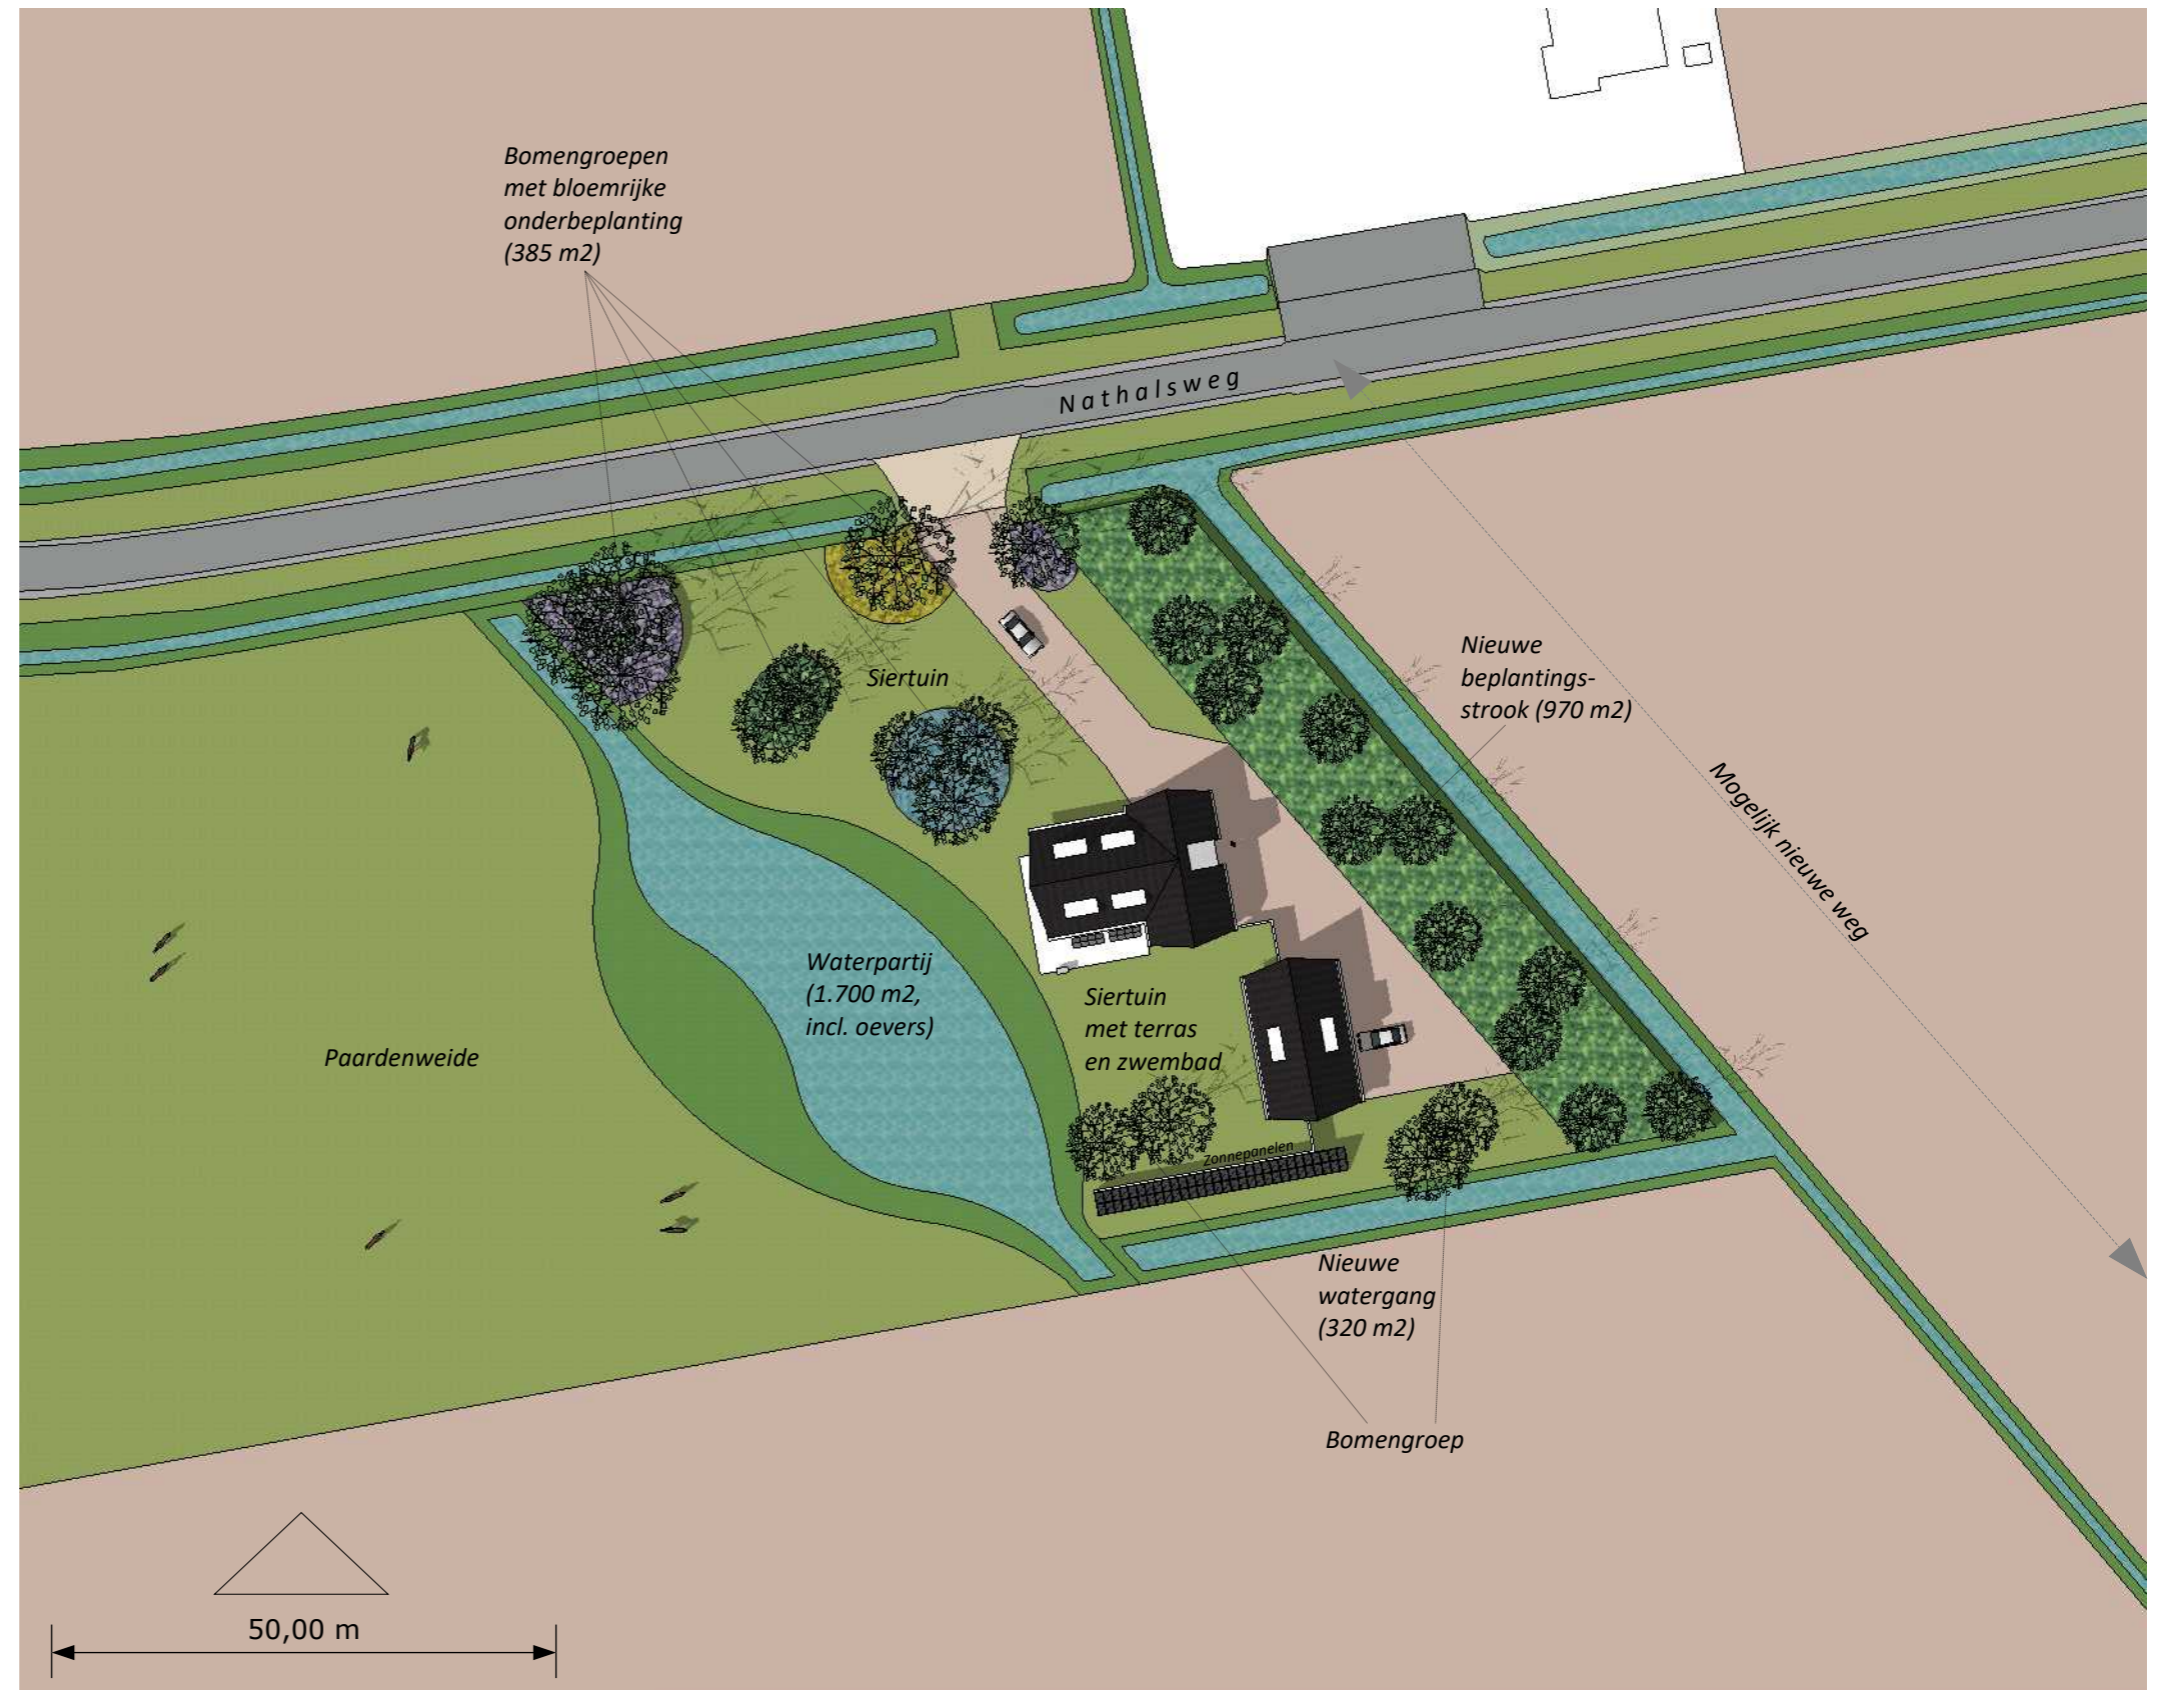 Bomengroepen
met bloemrijke
onderbeplanting
(385 m2)
Nathalsweg
Nieuwe
beplantings-
strook (970 m2)
Siertuin
Mogelijk nieuwe weg
Waterpartij
(1.700 m2,
incl. oevers)
Siertuin
met terras
en zwembad
Paardenweide
Zonnepanelen
Nieuwe
watergang
(320 m2)
Bomengroep
50,00 m